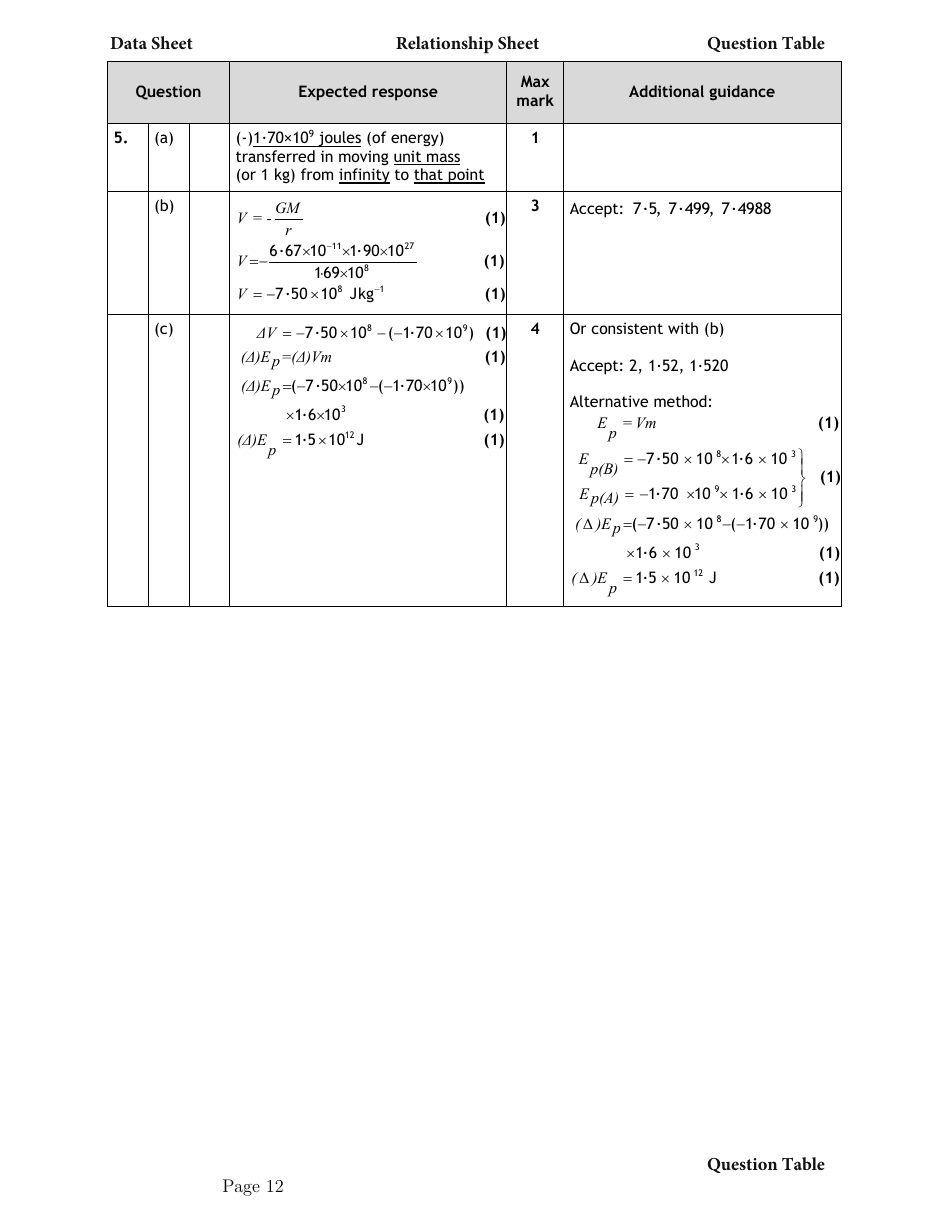 Data Sheet Relationship Sheet Question Table
Question Expected response Max mark Additional guidance
5. (a) (-)1·70×10⁹ joules (of energy) 1
transferred in moving unit mass
(or 1 kg) from infinity to that point
(b) V = - GM / r (1) 3 Accept: 7·5, 7·499, 7·4988
V=− 6·67×10⁻¹¹×1·90×10²⁷ / 1·69×10⁸ (1)
V = −7·50×10⁸ Jkg⁻¹ (1)
(c) ΔV = −7·50×10⁸ −(−1·70×10⁹) (1) 4
(Δ)Eₚ=(Δ)Vm (1)
(Δ)Eₚ=(−7·50×10⁸−(−1·70×10⁹))
×1·6×10³ (1)
(Δ)Eₚ = 1·5×10¹² J (1)
Or consistent with (b)
Accept: 2, 1·52, 1·520
Alternative method:
Eₚ = Vm (1)
Ep(B) = −7·50 × 10⁸×1·6 × 10³
Ep(A) = −1·70 ×10⁹× 1·6 × 10³ (1)
(Δ)Eₚ=(−7·50 × 10⁸−(−1·70 × 10⁹))
×1·6 × 10³ (1)
(Δ)Eₚ = 1·5 × 10¹² J (1)
Question Table
Page 12